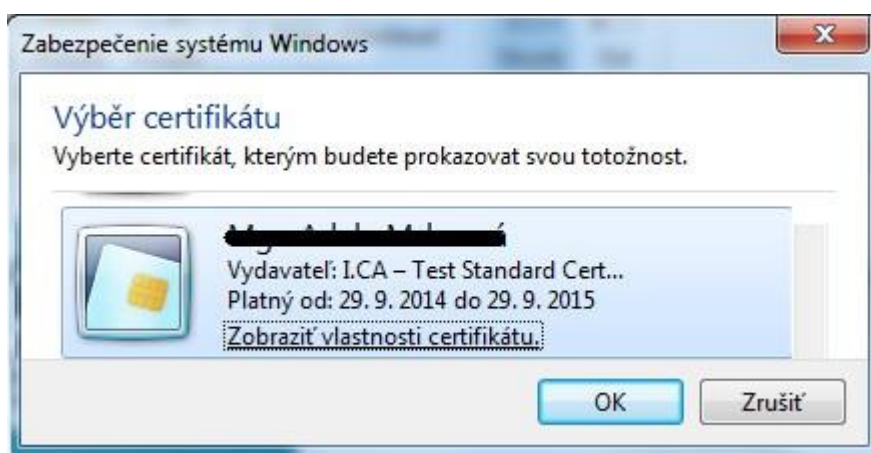 Zabezpečenie systému Windows
Výběr certifikátu
Vyberte certifikát, kterým budete prokazovat svou totožnost.
Vydavateľ: I.CA – Test Standard Cert...
Platný od: 29. 9. 2014 do 29. 9. 2015
Zobraziť vlastnosti certifikátu.
OK
Zrušiť